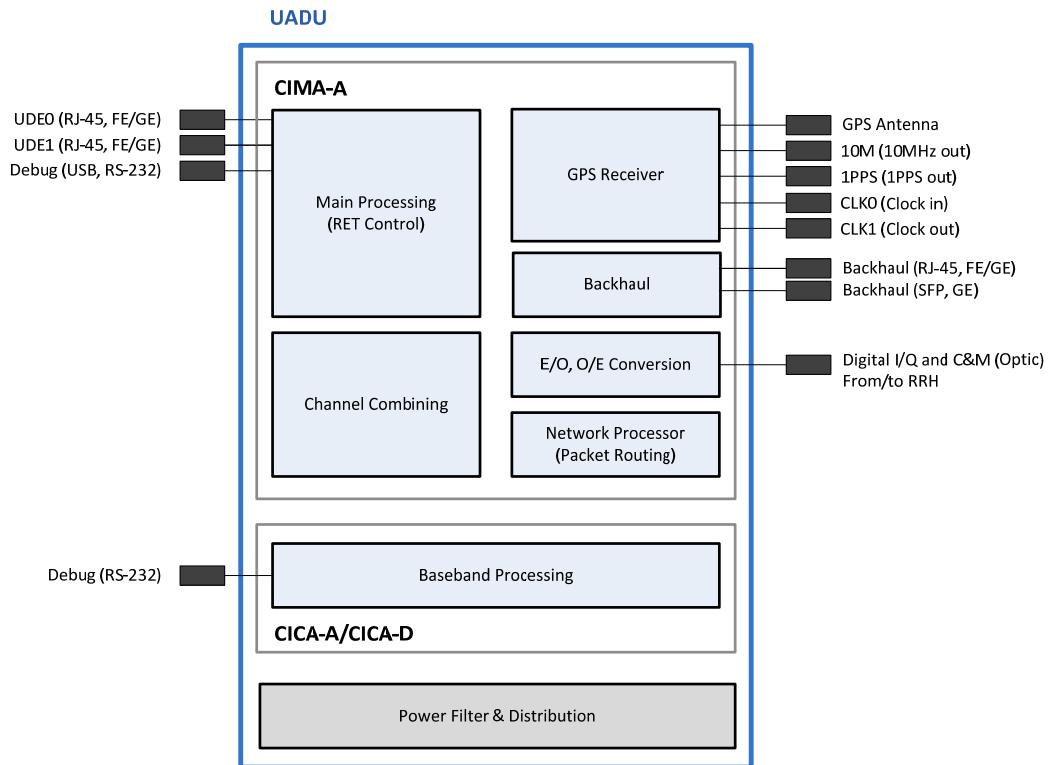 UADU
CIMA-A
UDE0 (RJ-45, FE/GE)
UDE1 (RJ-45, FE/GE)
Debug (USB, RS-232)
Main Processing
(RET Control)
GPS Receiver
GPS Antenna
10M (10MHz out)
1PPS (1PPS out)
CLK0 (Clock in)
CLK1 (Clock out)
Backhaul
Backhaul (RJ-45, FE/GE)
Backhaul (SFP, GE)
Channel Combining
E/O, O/E Conversion
Digital I/Q and C&M (Optic)
From/to RRH
Network Processor
(Packet Routing)
Debug (RS-232)
Baseband Processing
CICA-A/CICA-D
Power Filter & Distribution